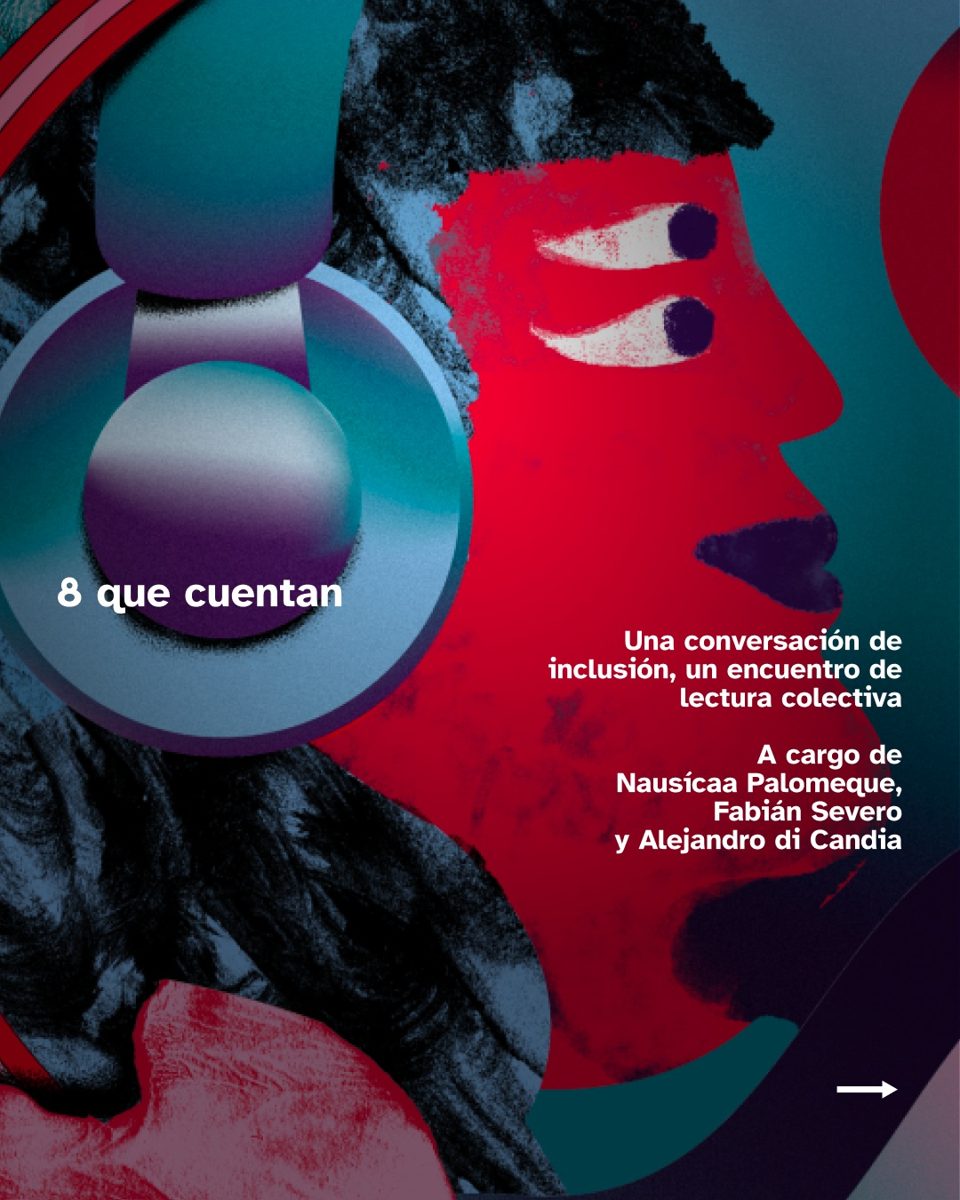 8 que cuentan
Una conversación de
inclusión, un encuentro de
lectura colectiva
A cargo de
Nausícaa Palomeque,
Fabián Severo
y Alejandro di Candia